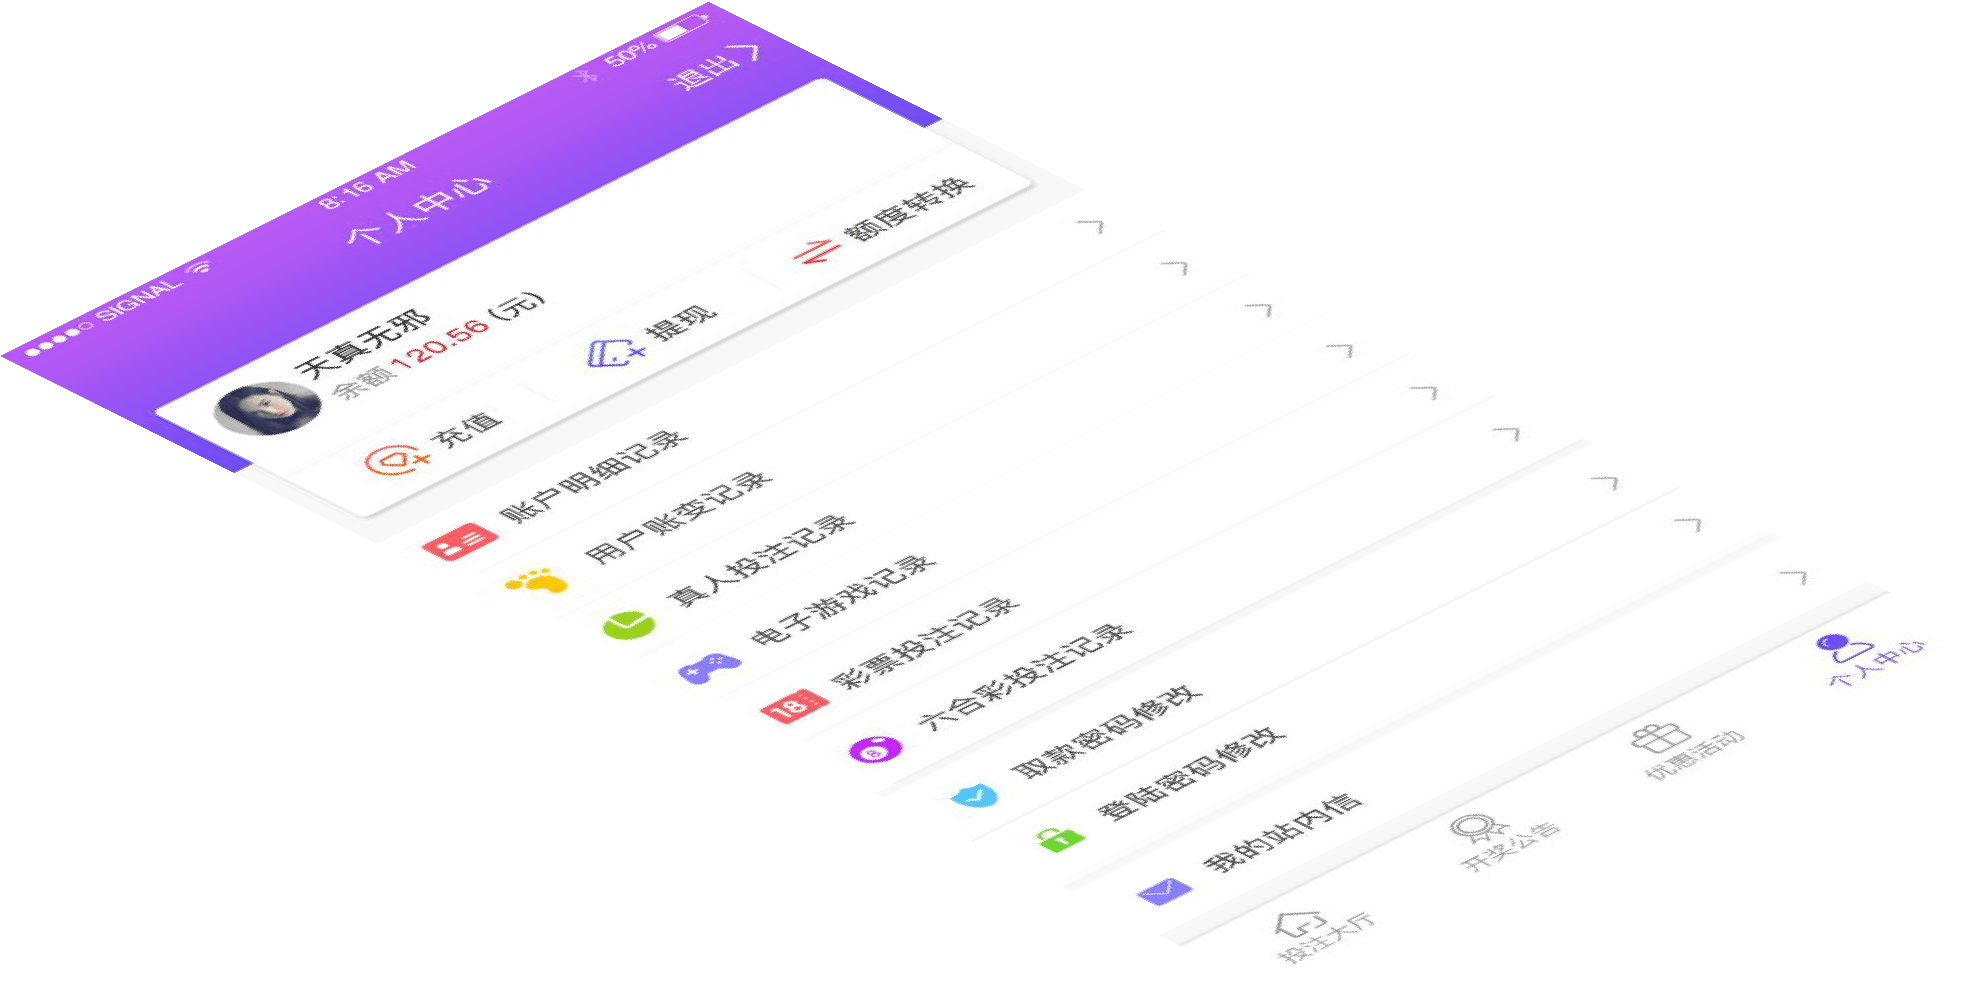 SIGNAL 8:16 AM 50%
个人中心
退出
天真无邪
余额 120.56 (元)
充值
提现
额度转换
账户明细记录
用户账变记录
真人投注记录
电子游戏记录
18
彩票投注记录
8
六合彩投注记录
取款密码修改
登陆密码修改
我的站内信
投注大厅
开奖公告
优惠活动
个人中心